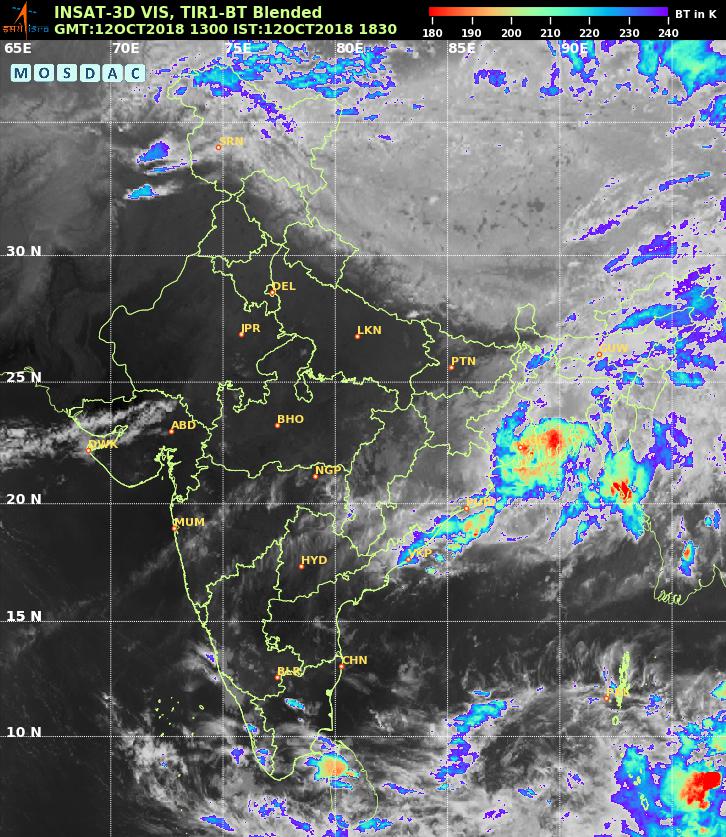 INSAT-3D VIS, TIR1-BT Blended
GMT:12OCT2018 1300 IST:12OCT2018 1830
BT in K
180 190 200 210 220 230 240
65E 70E 75E 80E 85E 90E
MOSDAC
SRN
30 N
DEL
JPR
LKN
GUW
PTN
25 N
ABD
BHO
DWK
NGP
20 N
MUM
VKP
HYD
15 N
CHN
BLR
10 N